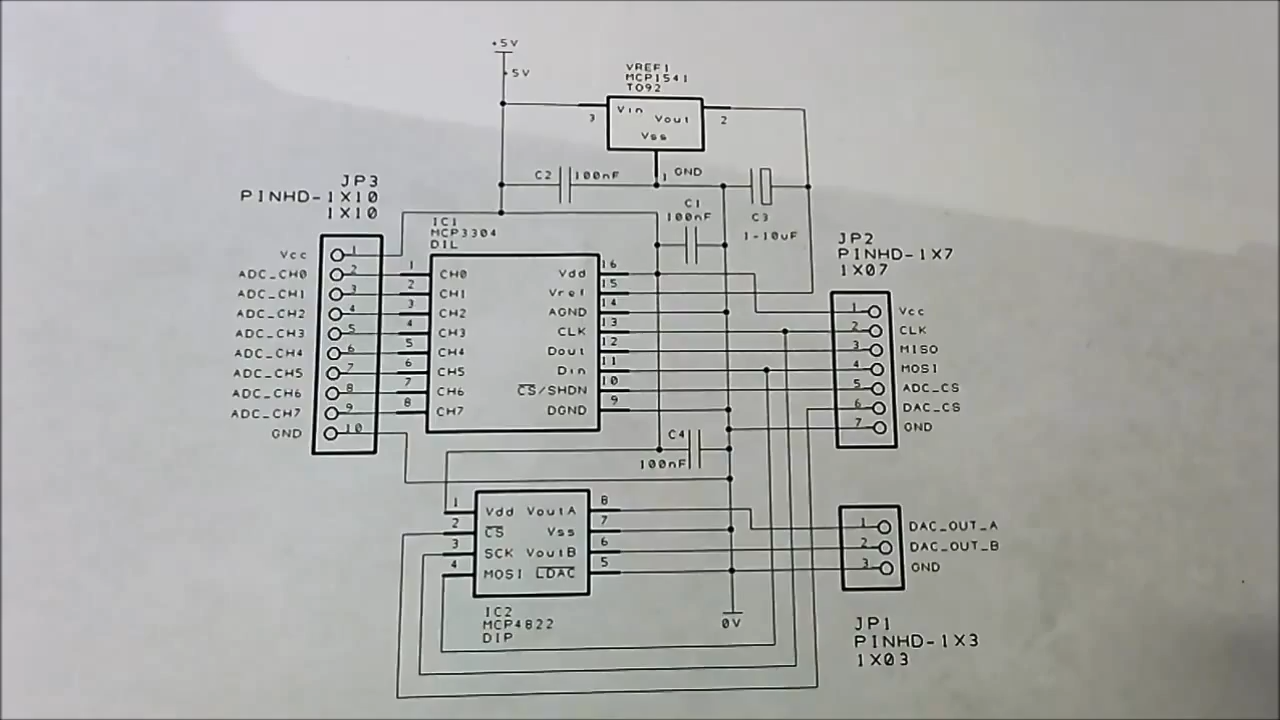 +5V
+5V
VREF1
MCP1541
TO92
Vin
Vout
Vss
3
2
1
GND
C2
100nF
C1
100nF
C3
1-10uF
JP3
PINHD-1X10
1X10
Vcc
1
ADC_CH0
2
ADC_CH1
3
ADC_CH2
4
ADC_CH3
5
ADC_CH4
6
ADC_CH5
7
ADC_CH6
8
ADC_CH7
9
GND
10
IC1
MCP3304
DIL
1
CH0
Vdd
16
2
CH1
Vref
15
3
CH2
AGND
14
4
CH3
CLK
13
5
CH4
Dout
12
6
CH5
Din
11
7
CH6
CS/SHDN
10
8
CH7
DGND
9
JP2
PINHD-1X7
1X07
1
Vcc
2
CLK
3
MISO
4
MOSI
5
ADC_CS
6
DAC_CS
7
GND
C4
100nF
1
Vdd
VoutA
8
2
CS
Vss
7
3
SCK
VoutB
6
4
MOSI
LDAC
5
IC2
MCP4822
DIP
0V
1
DAC_OUT_A
2
DAC_OUT_B
3
GND
JP1
PINHD-1X3
1X03